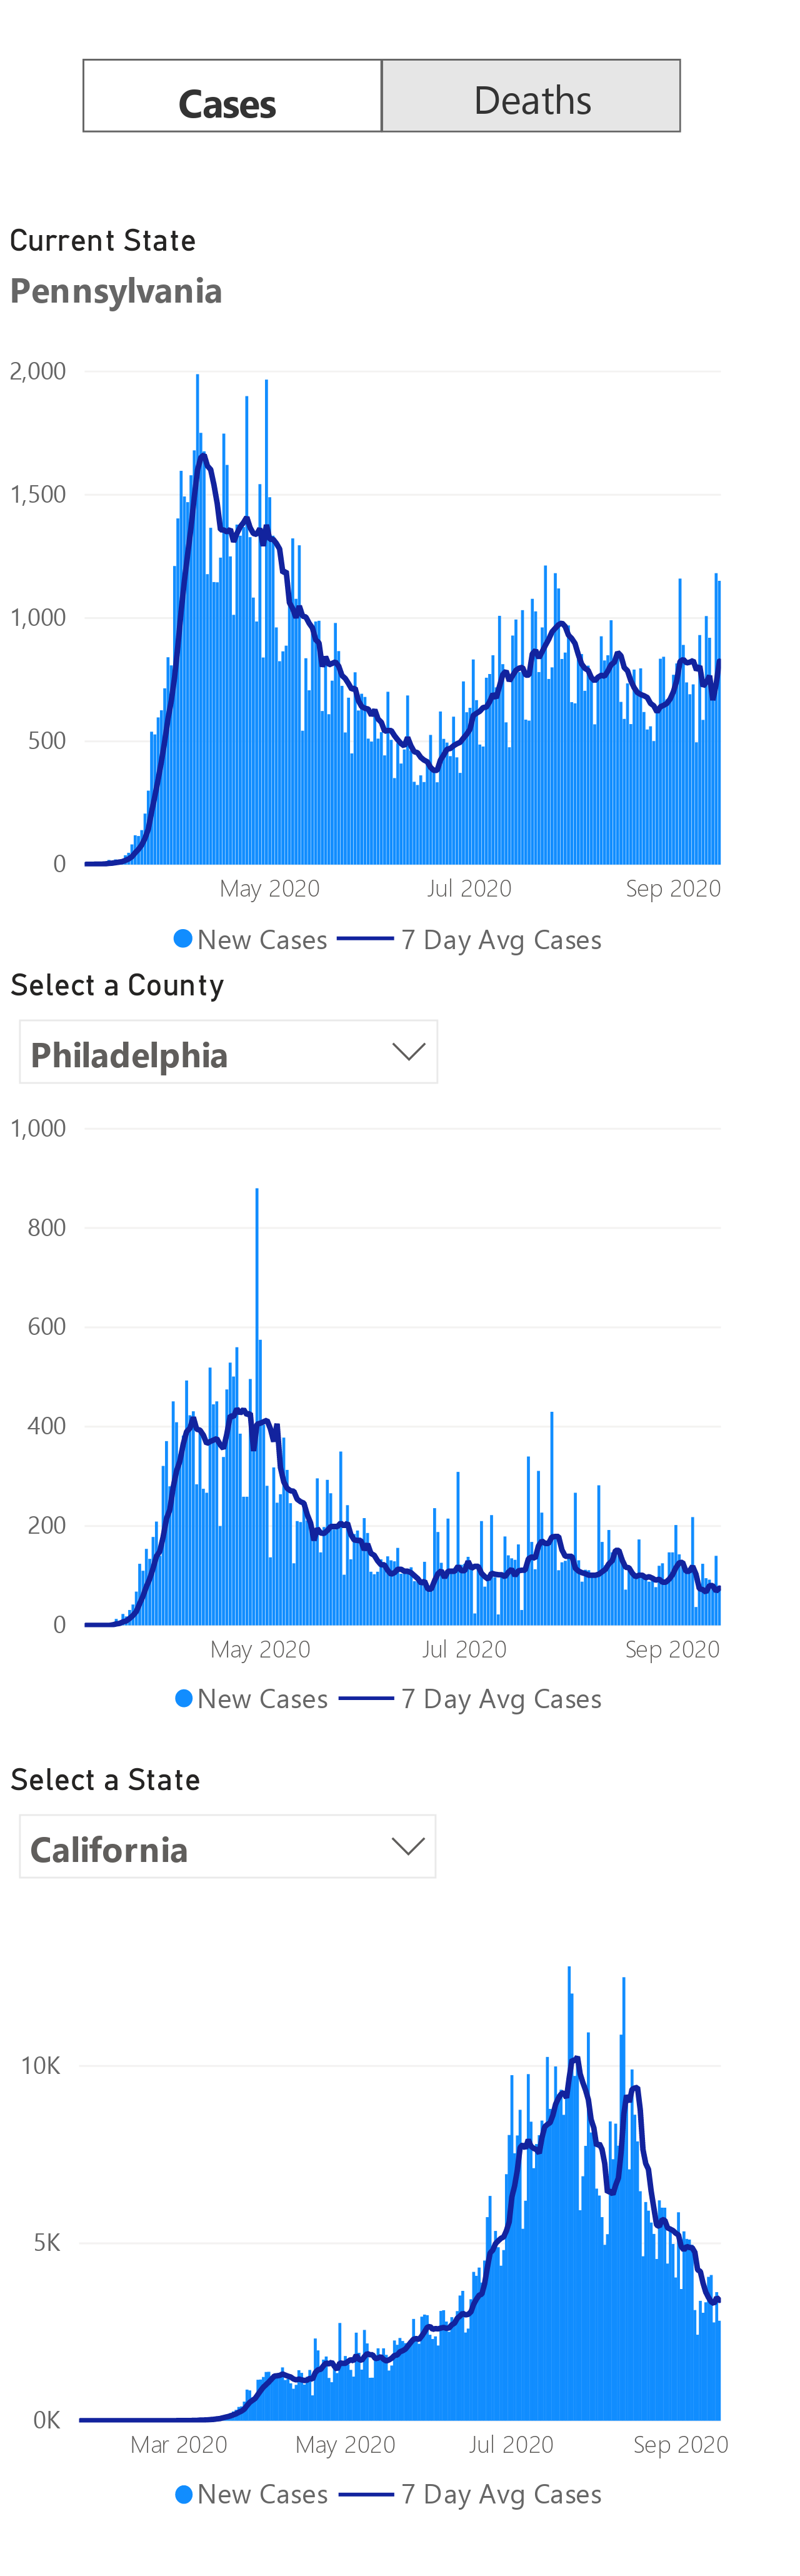 Cases Deaths
Current State
Pennsylvania
2,000
1,500
1,000
500
0
May 2020 Jul 2020 Sep 2020
New Cases 7 Day Avg Cases
Select a County
Philadelphia
1,000
800
600
400
200
0
May 2020 Jul 2020 Sep 2020
New Cases 7 Day Avg Cases
Select a State
California
10K
5K
0K
Mar 2020 May 2020 Jul 2020 Sep 2020
New Cases 7 Day Avg Cases